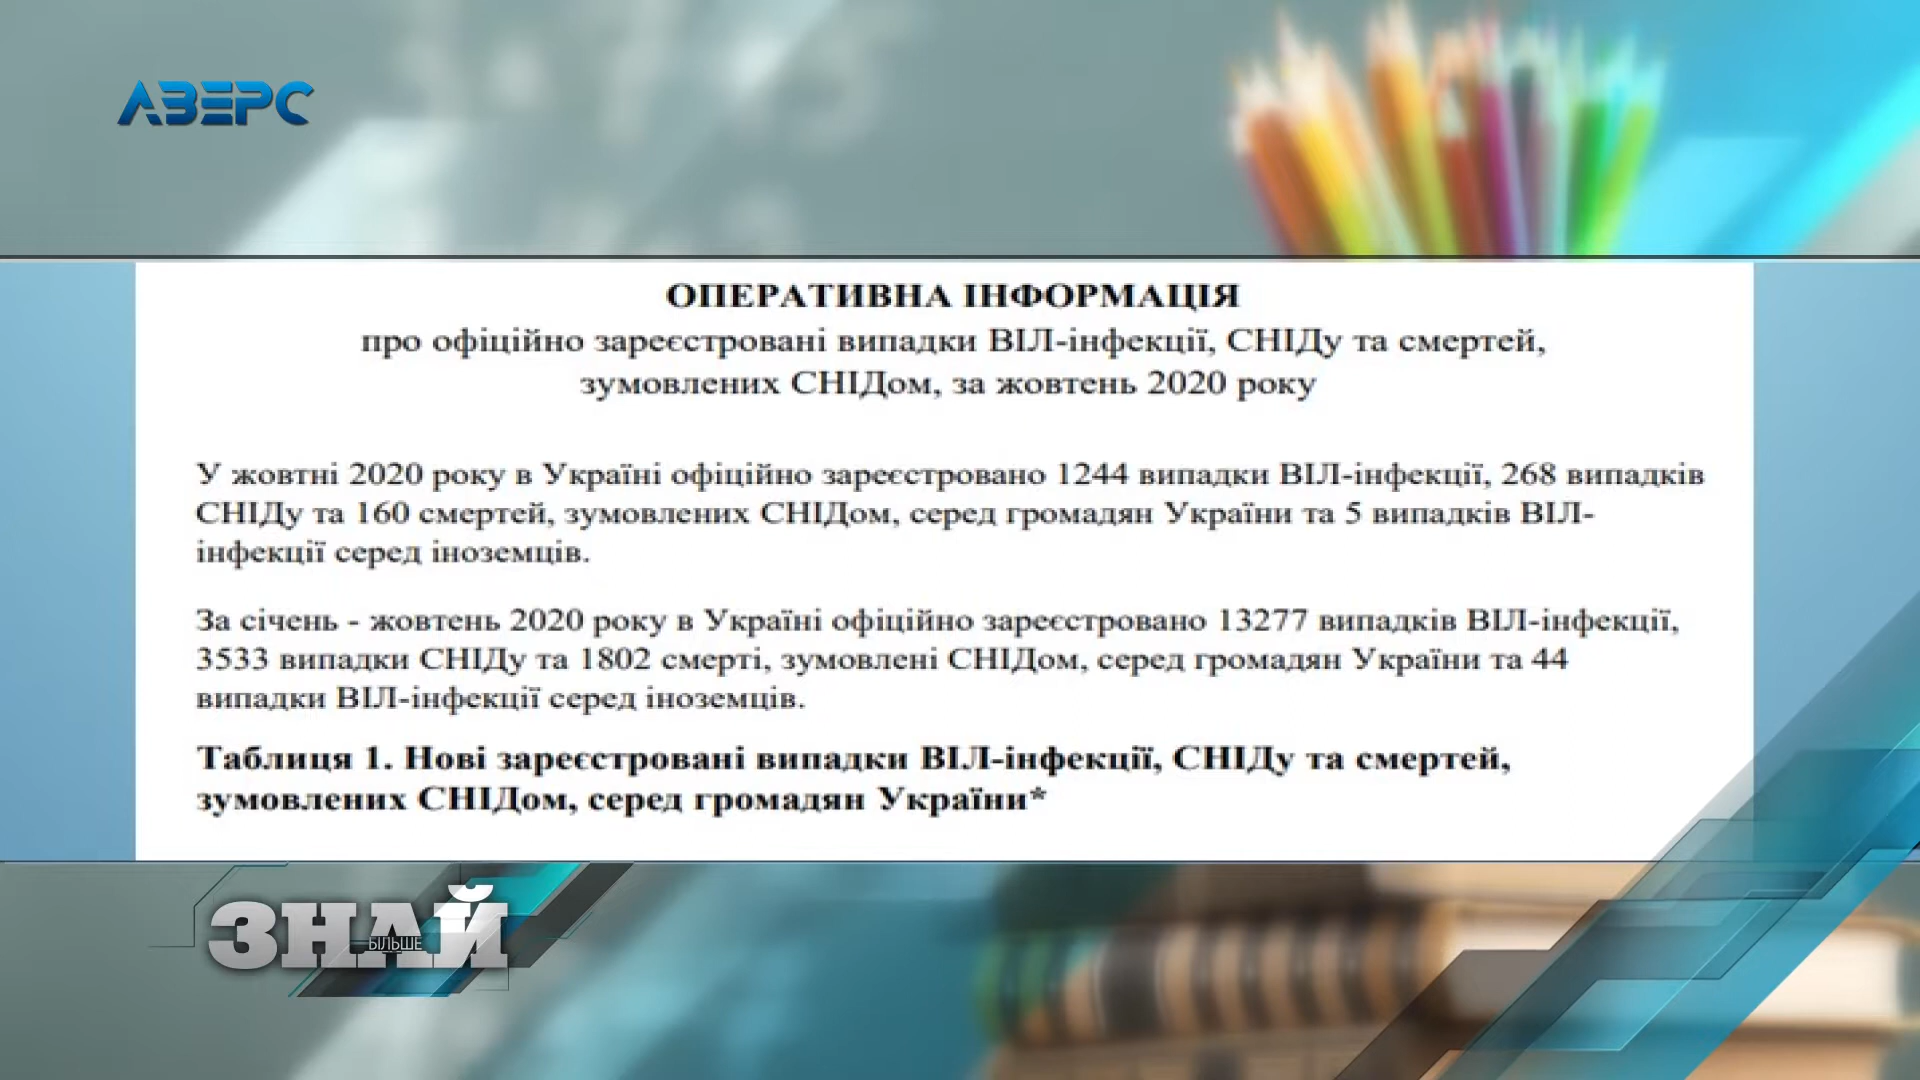 АВЕРС
ОПЕРАТИВНА ІНФОРМАЦІЯ
про офіційно зареєстровані випадки ВІЛ-інфекції, СНІДу та смертей,
зумовлених СНІДом, за жовтень 2020 року
У жовтні 2020 року в Україні офіційно зареєстровано 1244 випадки ВІЛ-інфекції, 268 випадків
СНІДу та 160 смертей, зумовлених СНІДом, серед громадян України та 5 випадків ВІЛ-
інфекції серед іноземців.
За січень - жовтень 2020 року в Україні офіційно зареєстровано 13277 випадків ВІЛ-інфекції,
3533 випадки СНІДу та 1802 смерті, зумовлені СНІДом, серед громадян України та 44
випадки ВІЛ-інфекції серед іноземців.
Таблиця 1. Нові зареєстровані випадки ВІЛ-інфекції, СНІДу та смертей,
зумовлених СНІДом, серед громадян України*
ЗНАЙ
БІЛЬШЕ